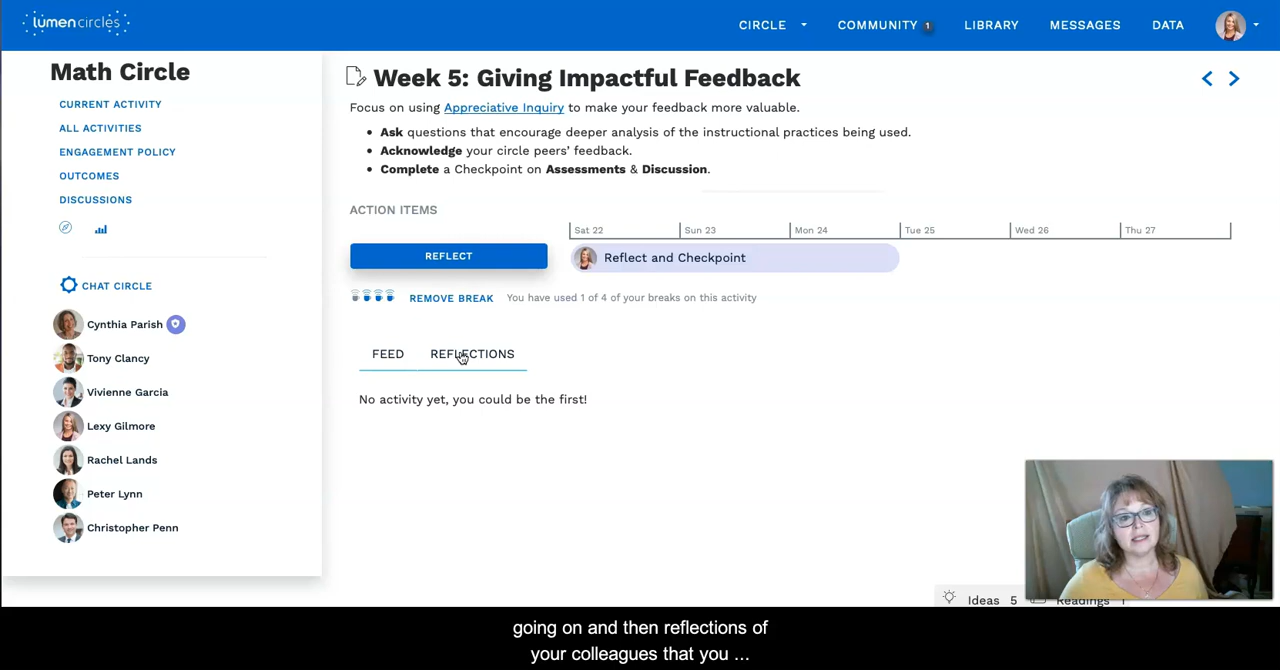 lumen circles
CIRCLE
COMMUNITY 1
LIBRARY
MESSAGES
DATA
Math Circle
CURRENT ACTIVITY
ALL ACTIVITIES
ENGAGEMENT POLICY
OUTCOMES
DISCUSSIONS
CHAT CIRCLE
Cynthia Parish
Tony Clancy
Vivienne Garcia
Lexy Gilmore
Rachel Lands
Peter Lynn
Christopher Penn
Week 5: Giving Impactful Feedback
Focus on using Appreciative Inquiry to make your feedback more valuable.
• Ask questions that encourage deeper analysis of the instructional practices being used.
• Acknowledge your circle peers' feedback.
• Complete a Checkpoint on Assessments & Discussion.
ACTION ITEMS
Sat 22 Sun 23 Mon 24 Tue 25 Wed 26 Thu 27
REFLECT
Reflect and Checkpoint
REMOVE BREAK You have used 1 of 4 of your breaks on this activity
FEED REFLECTIONS
No activity yet, you could be the first!
Ideas 5 Readings 1
going on and then reflections of
your colleagues that you ...